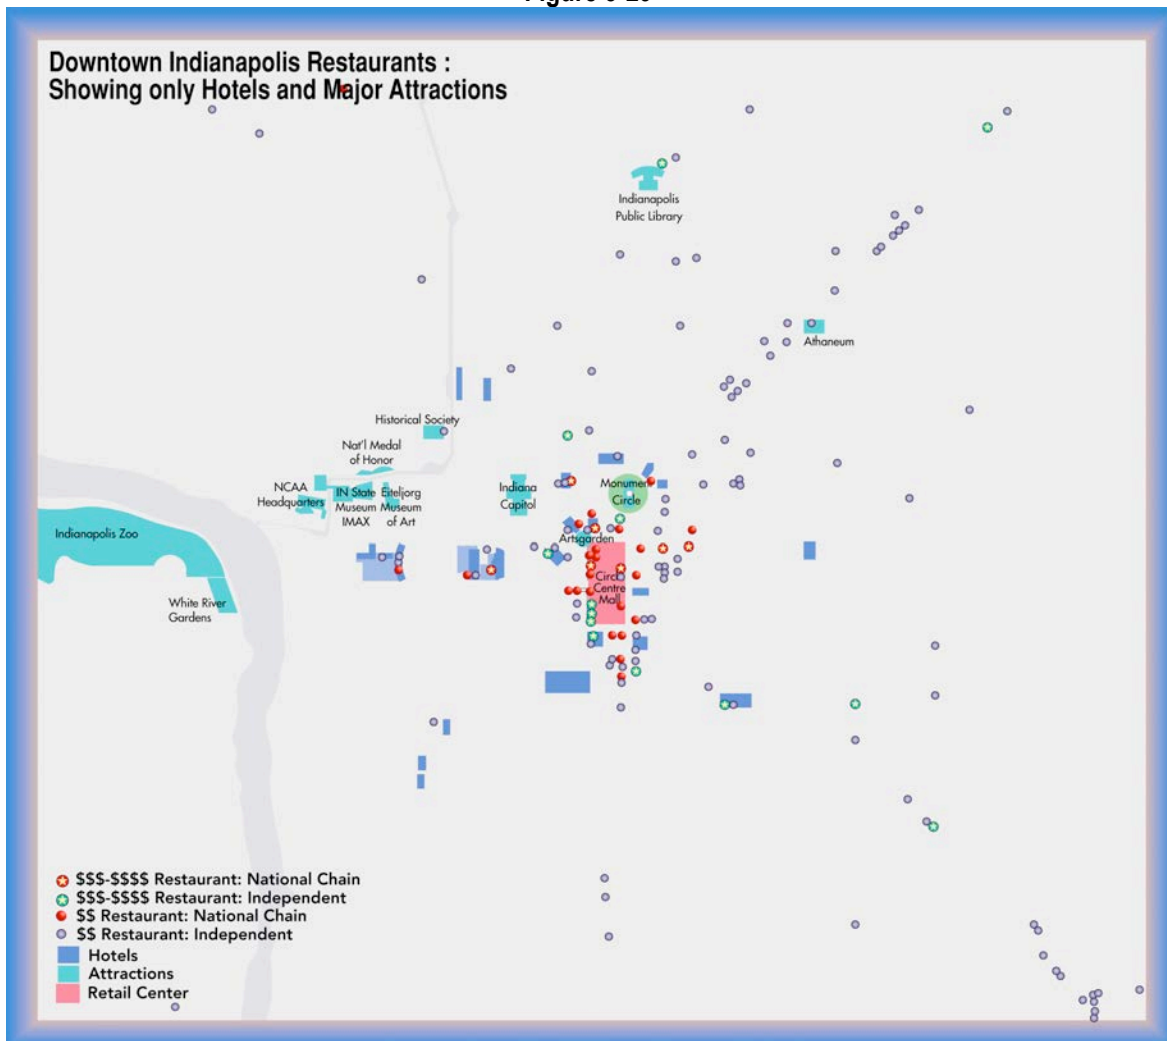 Downtown Indianapolis Restaurants :
Showing only Hotels and Major Attractions
Indianapolis
Public Library
Athaneum
Historical Society
Nat'l Medal
of Honor
NCAA
Headquarters
IN State
Museum
IMAX
Eiteljorg
Museum
of Art
Indiana
Capitol
Monument
Circle
Indianapolis Zoo
Artsgarden
Circle
Centre
Mall
White River
Gardens
$$$-$$$$ Restaurant: National Chain
$$$-$$$$ Restaurant: Independent
$$ Restaurant: National Chain
$$ Restaurant: Independent
Hotels
Attractions
Retail Center